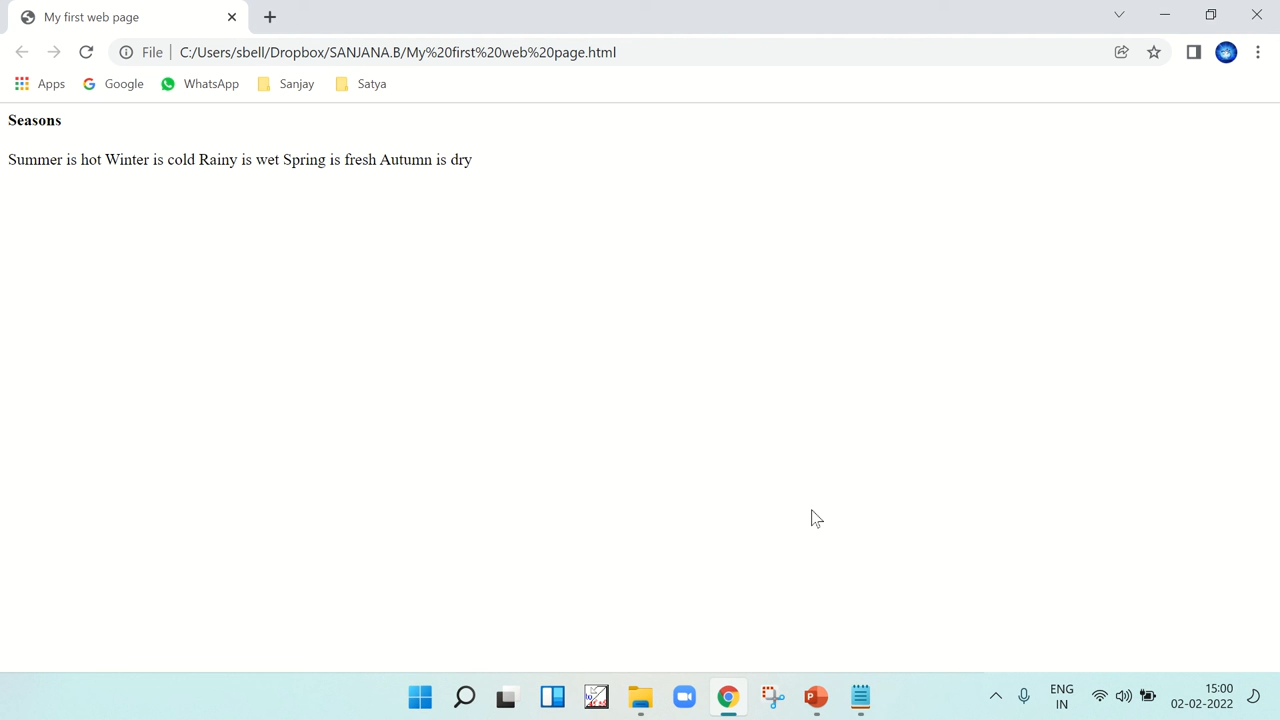 My first web page
File C:/Users/sbell/Dropbox/SANJANA.B/My%20first%20web%20page.html
Apps Google WhatsApp Sanjay Satya
Seasons
Summer is hot Winter is cold Rainy is wet Spring is fresh Autumn is dry
ENG 15:00
IN 02-02-2022